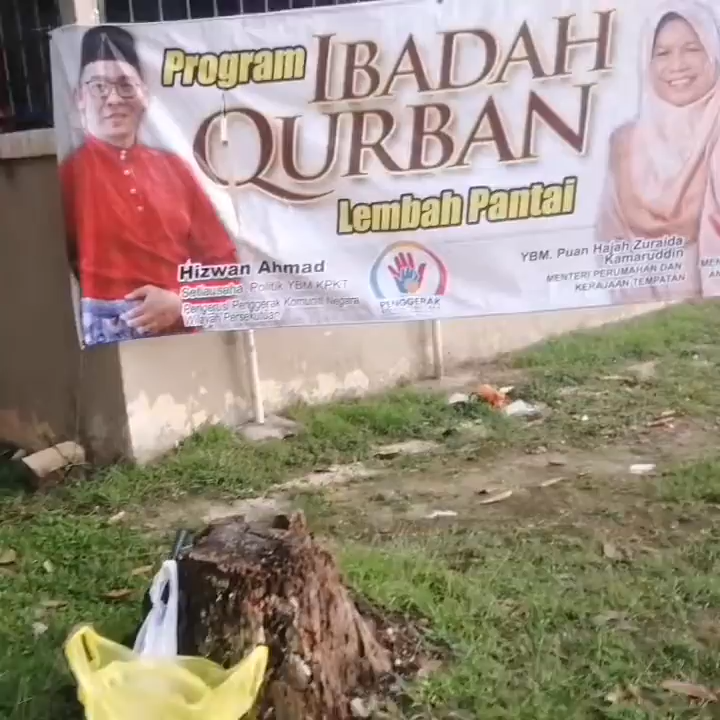 Program
IBADAH
QURBAN
Lembah Pantai
Hizwan Ahmad
Setiausaha Politik YBM KPKT
Pengerusi Penggerak Komuniti Negara
Wilayah Persekutuan
PENGGERAK
YBM. Puan Hajah Zuraida
Kamaruddin
MENTERI PERUMAHAN DAN
KERAJAAN TEMPATAN